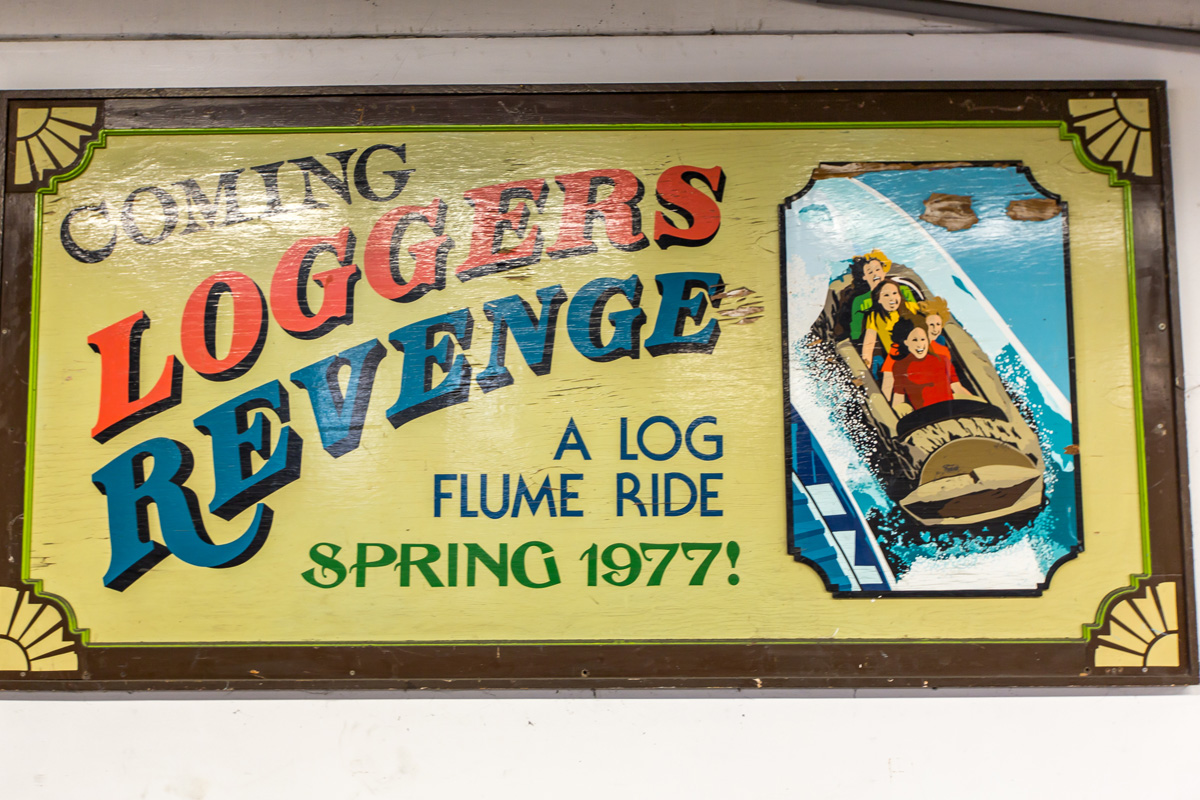 COMING
LOGGERS
REVENGE
A LOG
FLUME RIDE
SPRING 1977!